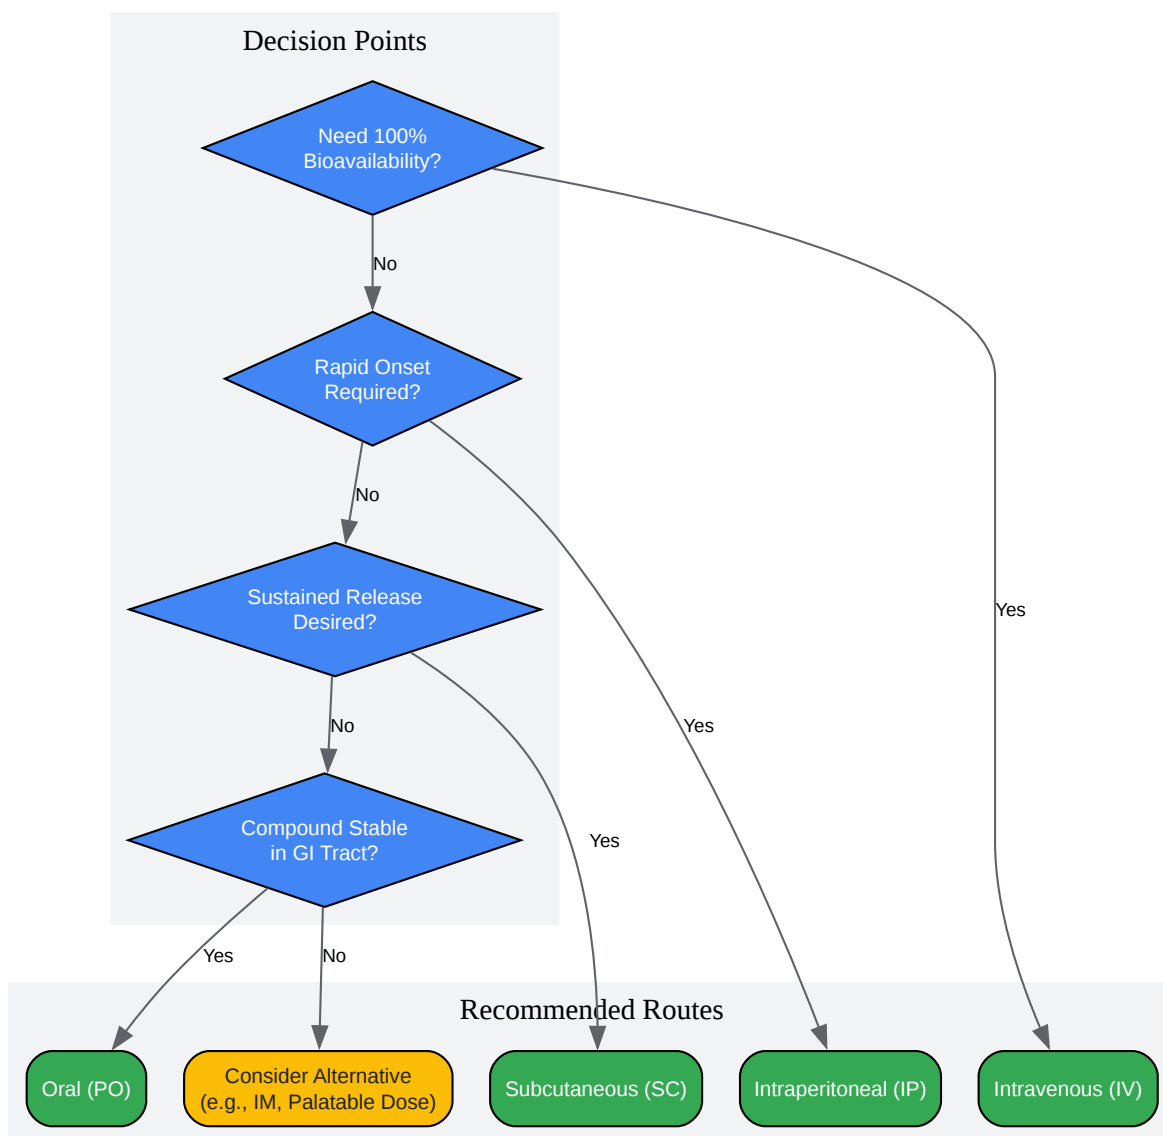 Decision Points
Need 100%
Bioavailability?
No
Rapid Onset
Required?
No
Sustained Release
Desired?
Yes
Yes
No
Compound Stable
in GI Tract?
Yes
Yes
No
Recommended Routes
Oral (PO)
Consider Alternative
(e.g., IM, Palatable Dose)
Subcutaneous (SC)
Intraperitoneal (IP)
Intravenous (IV)